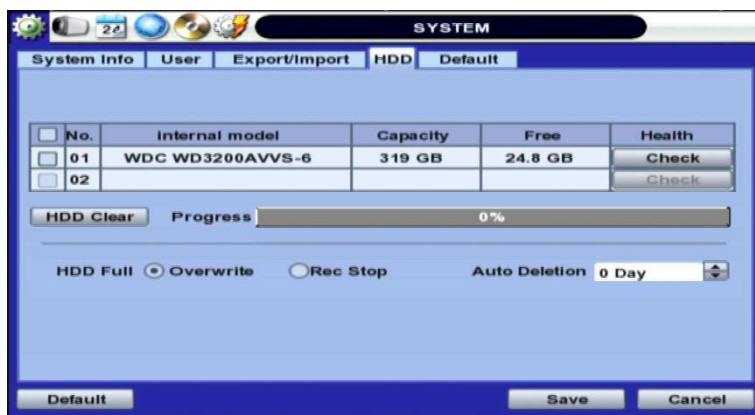 24 SYSTEM
System Info User Export/Import HDD Default
No. internal model Capacity Free Health
01 WDC WD3200AVVS-6 319 GB 24.8 GB Check
02 Check
HDD Clear Progress 0%
HDD Full Overwrite Rec Stop Auto Deletion 0 Day
Default Save Cancel